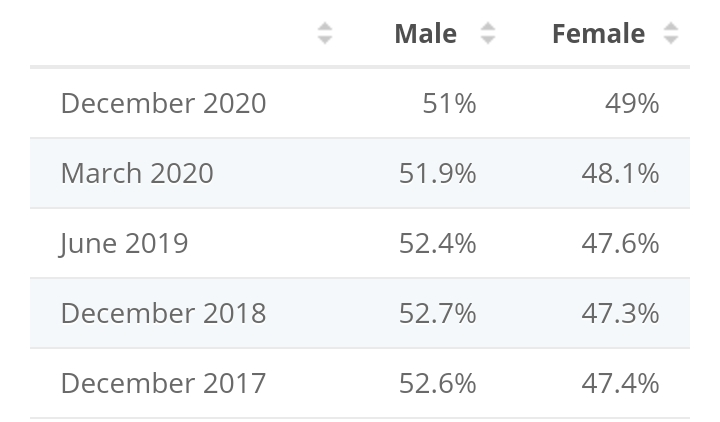 Male Female
December 2020 51% 49%
March 2020 51.9% 48.1%
June 2019 52.4% 47.6%
December 2018 52.7% 47.3%
December 2017 52.6% 47.4%